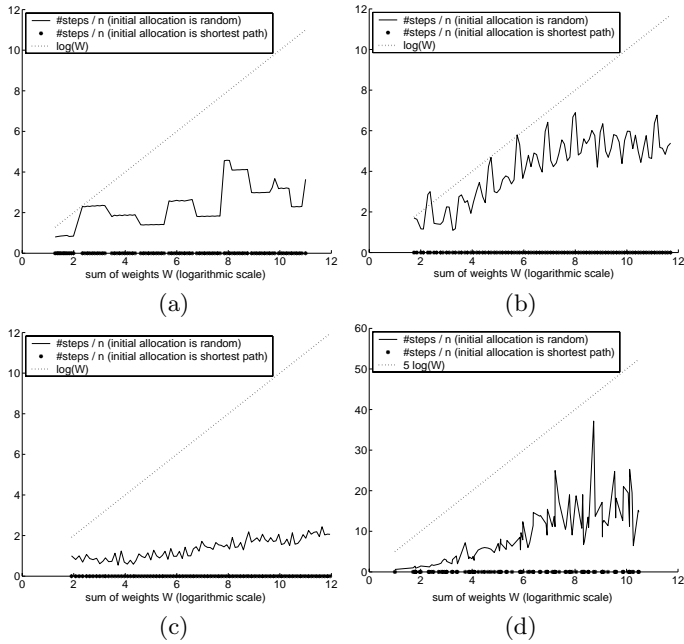 12
10
8
6
4
2
0
#steps / n (initial allocation is random)
#steps / n (initial allocation is shortest path)
log(W)
0 2 4 6 8 10 12
sum of weights W (logarithmic scale)
(a)
12
10
8
6
4
2
0
#steps / n (initial allocation is random)
#steps / n (initial allocation is shortest path)
log(W)
0 2 4 6 8 10 12
sum of weights W (logarithmic scale)
(b)
12
10
8
6
4
2
0
#steps / n (initial allocation is random)
#steps / n (initial allocation is shortest path)
log(W)
0 2 4 6 8 10 12
sum of weights W (logarithmic scale)
(c)
60
50
40
30
20
10
0
#steps / n (initial allocation is random)
#steps / n (initial allocation is shortest path)
5 log(W)
0 2 4 6 8 10 12
sum of weights W (logarithmic scale)
(d)